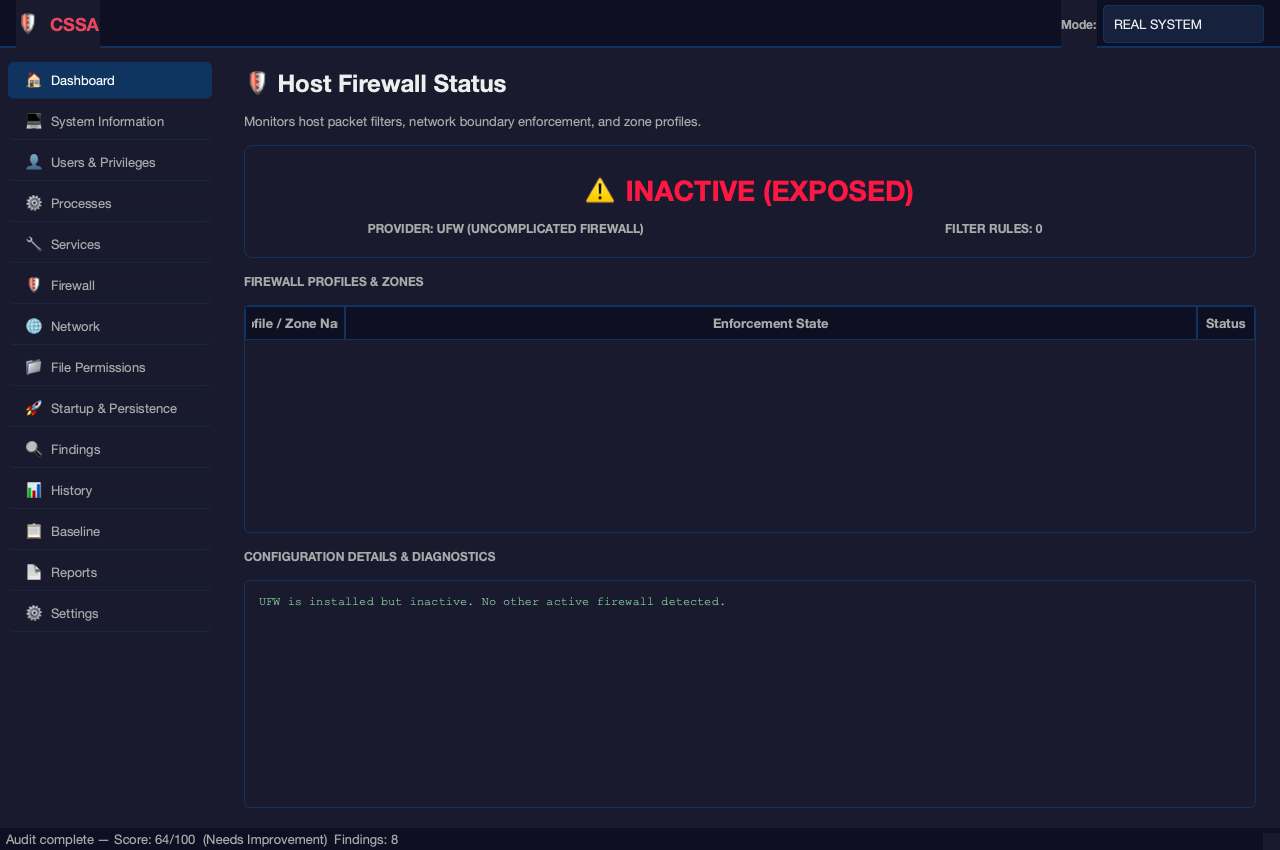 CSSA
Mode: REAL SYSTEM
Dashboard
System Information
Users & Privileges
Processes
Services
Firewall
Network
File Permissions
Startup & Persistence
Findings
History
Baseline
Reports
Settings
Host Firewall Status
Monitors host packet filters, network boundary enforcement, and zone profiles.
INACTIVE (EXPOSED)
PROVIDER: UFW (UNCOMPLICATED FIREWALL) FILTER RULES: 0
FIREWALL PROFILES & ZONES
ofile / Zone Na Enforcement State Status
CONFIGURATION DETAILS & DIAGNOSTICS
UFW is installed but inactive. No other active firewall detected.
Audit complete — Score: 64/100 (Needs Improvement) Findings: 8